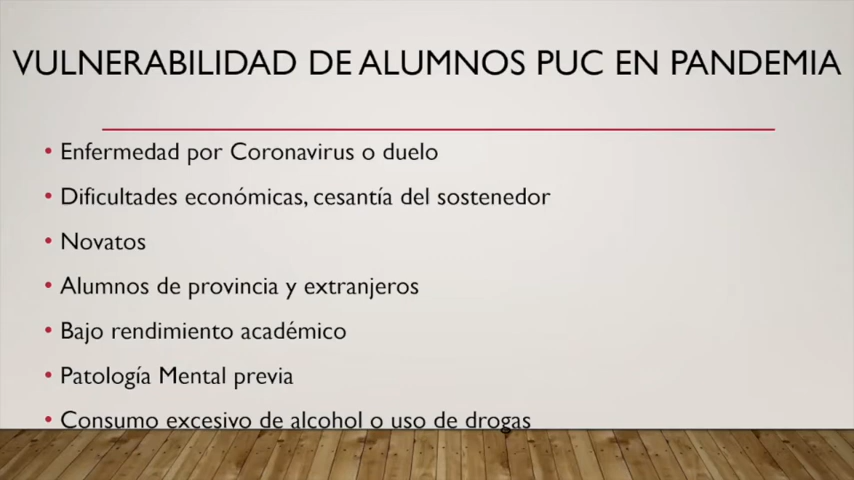 VULNERABILIDAD DE ALUMNOS PUC EN PANDEMIA
• Enfermedad por Coronavirus o duelo
• Dificultades económicas, cesantía del sostenedor
• Novatos
• Alumnos de provincia y extranjeros
• Bajo rendimiento académico
• Patología Mental previa
• Consumo excesivo de alcohol o uso de drogas